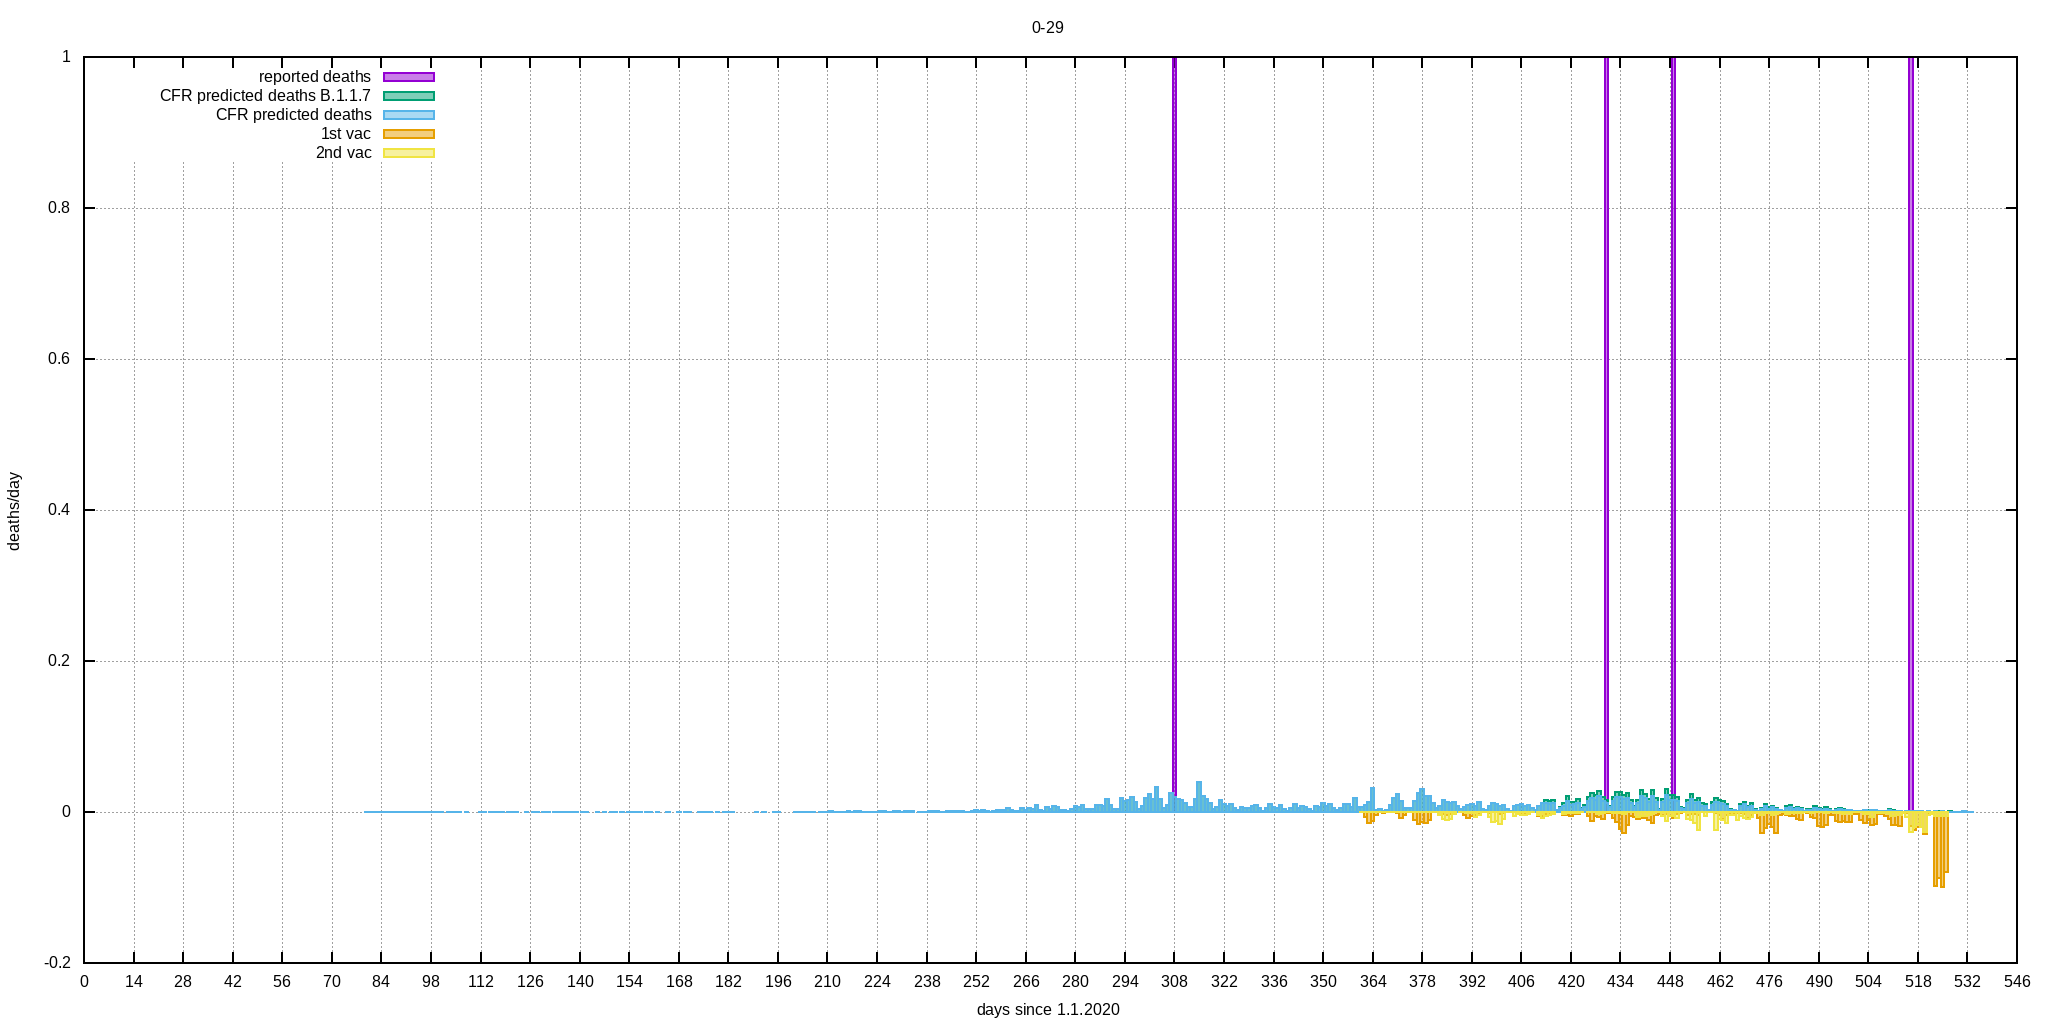 0-29
1
reported deaths
CFR predicted deaths B.1.1.7
CFR predicted deaths
1st vac
2nd vac
0.8
0.6
0.4
0.2
0
-0.2
deaths/day
0 14 28 42 56 70 84 98 112 126 140 154 168 182 196 210 224 238 252 266 280 294 308 322 336 350 364 378 392 406 420 434 448 462 476 490 504 518 532 546
days since 1.1.2020